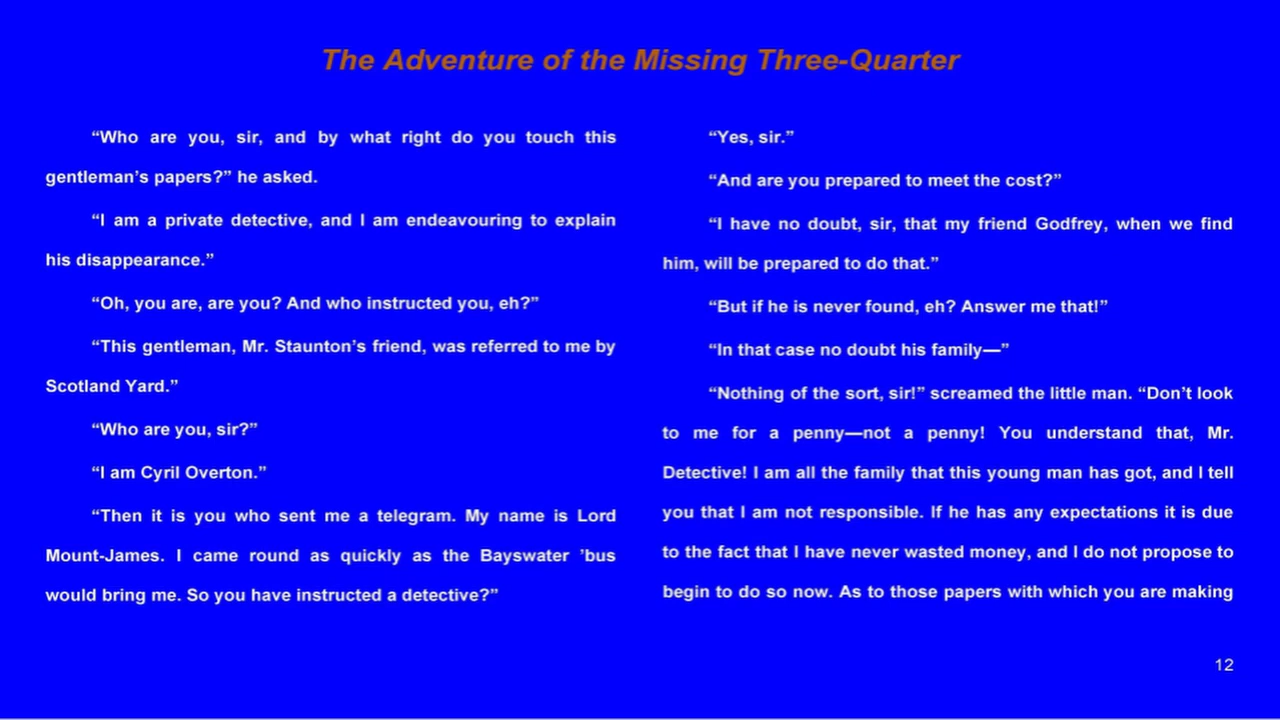 The Adventure of the Missing Three-Quarter
“Who are you, sir, and by what right do you touch this
gentleman’s papers?” he asked.
“I am a private detective, and I am endeavouring to explain
his disappearance.”
“Oh, you are, are you? And who instructed you, eh?”
“This gentleman, Mr. Staunton’s friend, was referred to me by
Scotland Yard.”
“Who are you, sir?”
“I am Cyril Overton.”
“Then it is you who sent me a telegram. My name is Lord
Mount-James. I came round as quickly as the Bayswater ’bus
would bring me. So you have instructed a detective?”
“Yes, sir.”
“And are you prepared to meet the cost?”
“I have no doubt, sir, that my friend Godfrey, when we find
him, will be prepared to do that.”
“But if he is never found, eh? Answer me that!”
“In that case no doubt his family—”
“Nothing of the sort, sir!” screamed the little man. “Don’t look
to me for a penny—not a penny! You understand that, Mr.
Detective! I am all the family that this young man has got, and I tell
you that I am not responsible. If he has any expectations it is due
to the fact that I have never wasted money, and I do not propose to
begin to do so now. As to those papers with which you are making
12